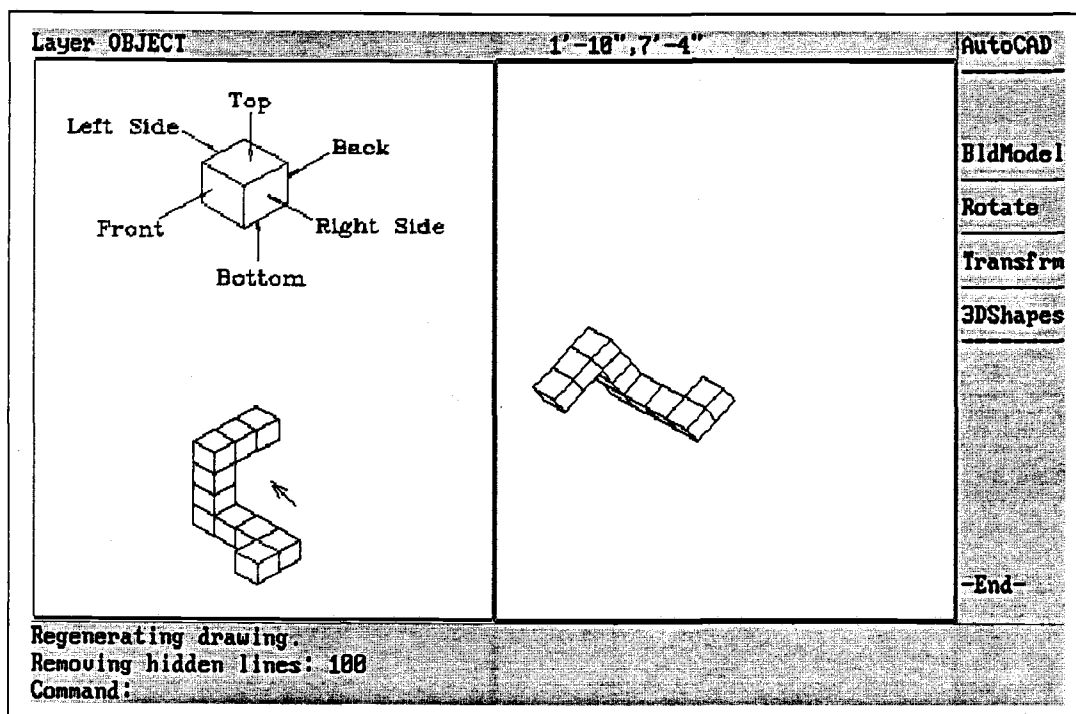 Layer OBJECT
1'-10",7'-4"
AutoCAD
Top
Left Side
Back
Front
Right Side
Bottom
BldModel
Rotate
Transfrm
3DShapes
-End-
Regenerating drawing.
Removing hidden lines: 100
Command: